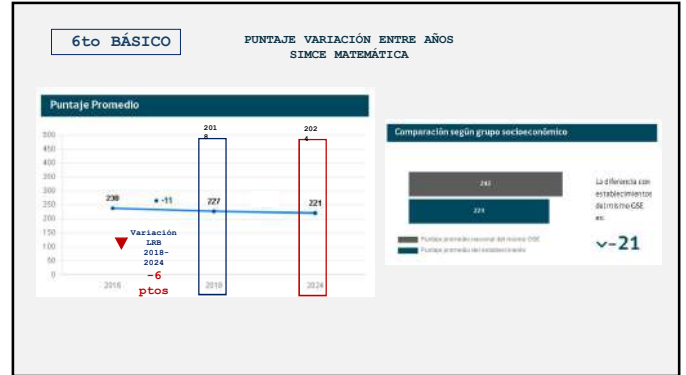 6to BÁSICO
PUNTAJE VARIACIÓN ENTRE AÑOS
SIMCE MATEMÁTICA
Puntaje Promedio
201
8
202
4
500
450
400
350
300
250
200
150
100
50
0
238
• -11
227
221
Variación
LRB
2018-
2024
-6
ptos
2016
2018
2024
Comparación según grupo socioeconómico
242
221
Puntaje promedio nacional del mismo GSE
Puntaje promedio del establecimiento
La diferencia con
establecimientos
del mismo GSE
es:
-21